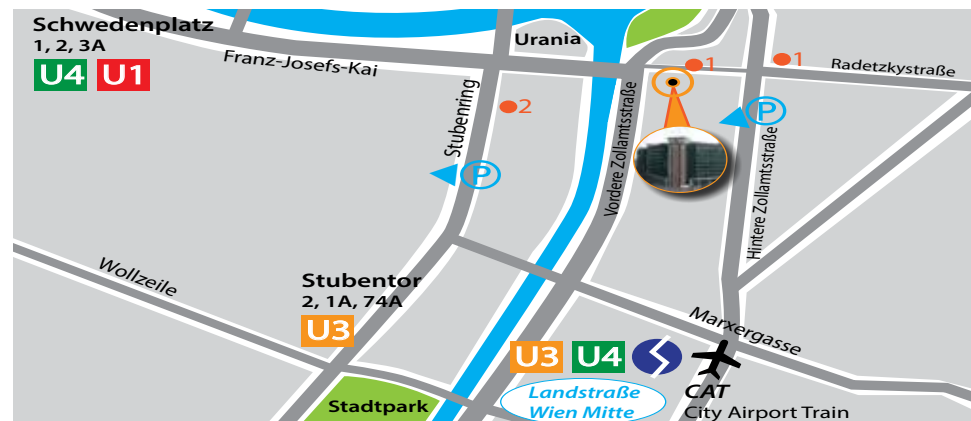 Schwedenplatz
1, 2, 3A
U4 U1
Urania
Franz-Josefs-Kai
1
1
Radetzkystraße
2
P
Stubenring
Vordere Zollamtsstraße
P
Hintere Zollamtsstraße
Wollzeile
Stubentor
2, 1A, 74A
U3
Marxergasse
U3 U4
Landstraße
Wien Mitte
CAT
City Airport Train
Stadtpark